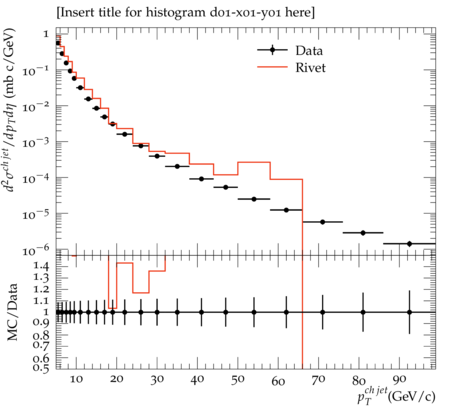 [Insert title for histogram d01-x01-y01 here]
Data
Rivet
d²σ^{ch jet}/dp_T dη (mb c/GeV)
1
10⁻¹
10⁻²
10⁻³
10⁻⁴
10⁻⁵
10⁻⁶
MC/Data
1.4
1.3
1.2
1.1
1
0.9
0.8
0.7
0.6
0.5
10 20 30 40 50 60 70 80 90
p_T^{ch jet}(GeV/c)